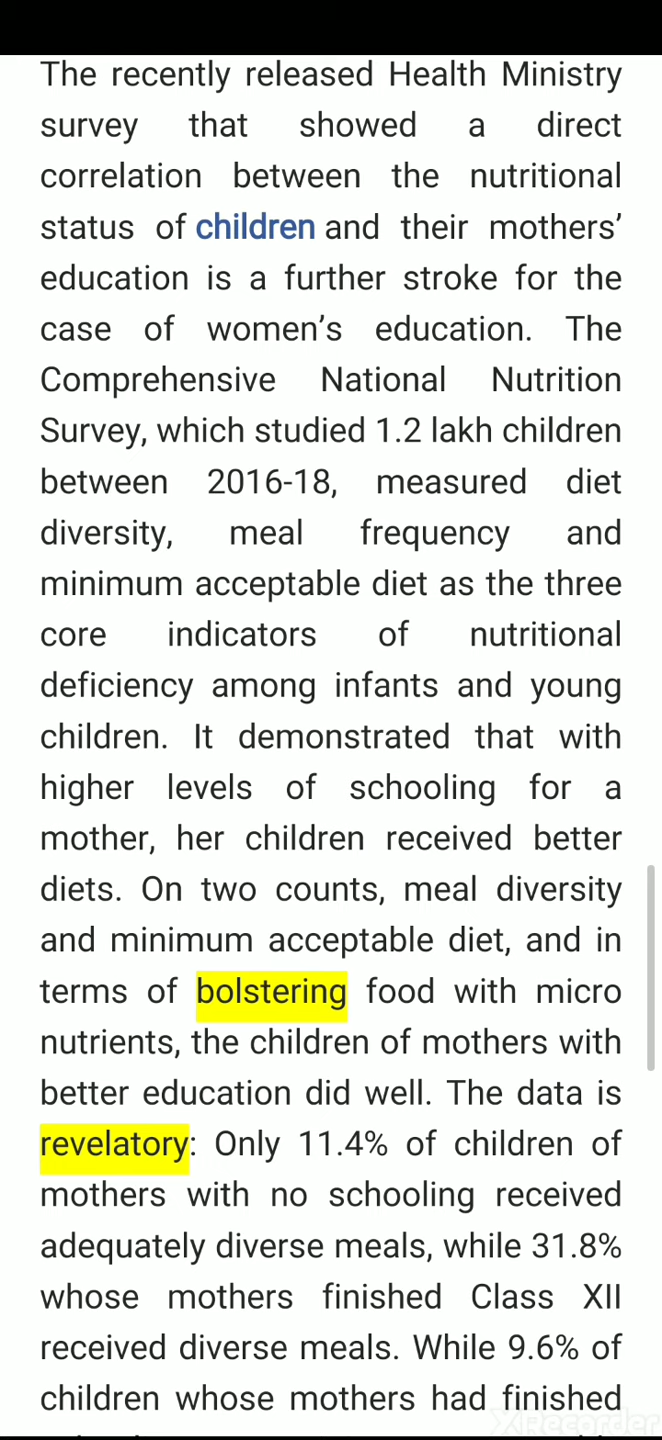 The recently released Health Ministry
survey that showed a direct
correlation between the nutritional
status of children and their mothers’
education is a further stroke for the
case of women’s education. The
Comprehensive National Nutrition
Survey, which studied 1.2 lakh children
between 2016-18, measured diet
diversity, meal frequency and
minimum acceptable diet as the three
core indicators of nutritional
deficiency among infants and young
children. It demonstrated that with
higher levels of schooling for a
mother, her children received better
diets. On two counts, meal diversity
and minimum acceptable diet, and in
terms of bolstering food with micro
nutrients, the children of mothers with
better education did well. The data is
revelatory: Only 11.4% of children of
mothers with no schooling received
adequately diverse meals, while 31.8%
whose mothers finished Class XII
received diverse meals. While 9.6% of
children whose mothers had finished
XRecorder